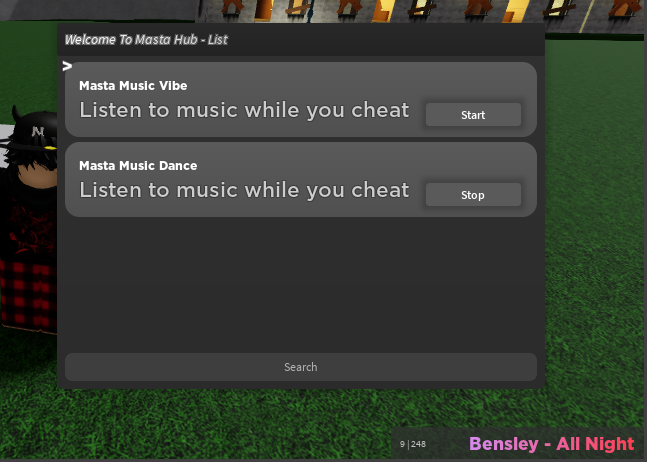 Welcome To Masta Hub - List
>
Masta Music Vibe
Listen to music while you cheat
Start
Masta Music Dance
Listen to music while you cheat
Stop
Search
9 | 248
Bensley - All Night